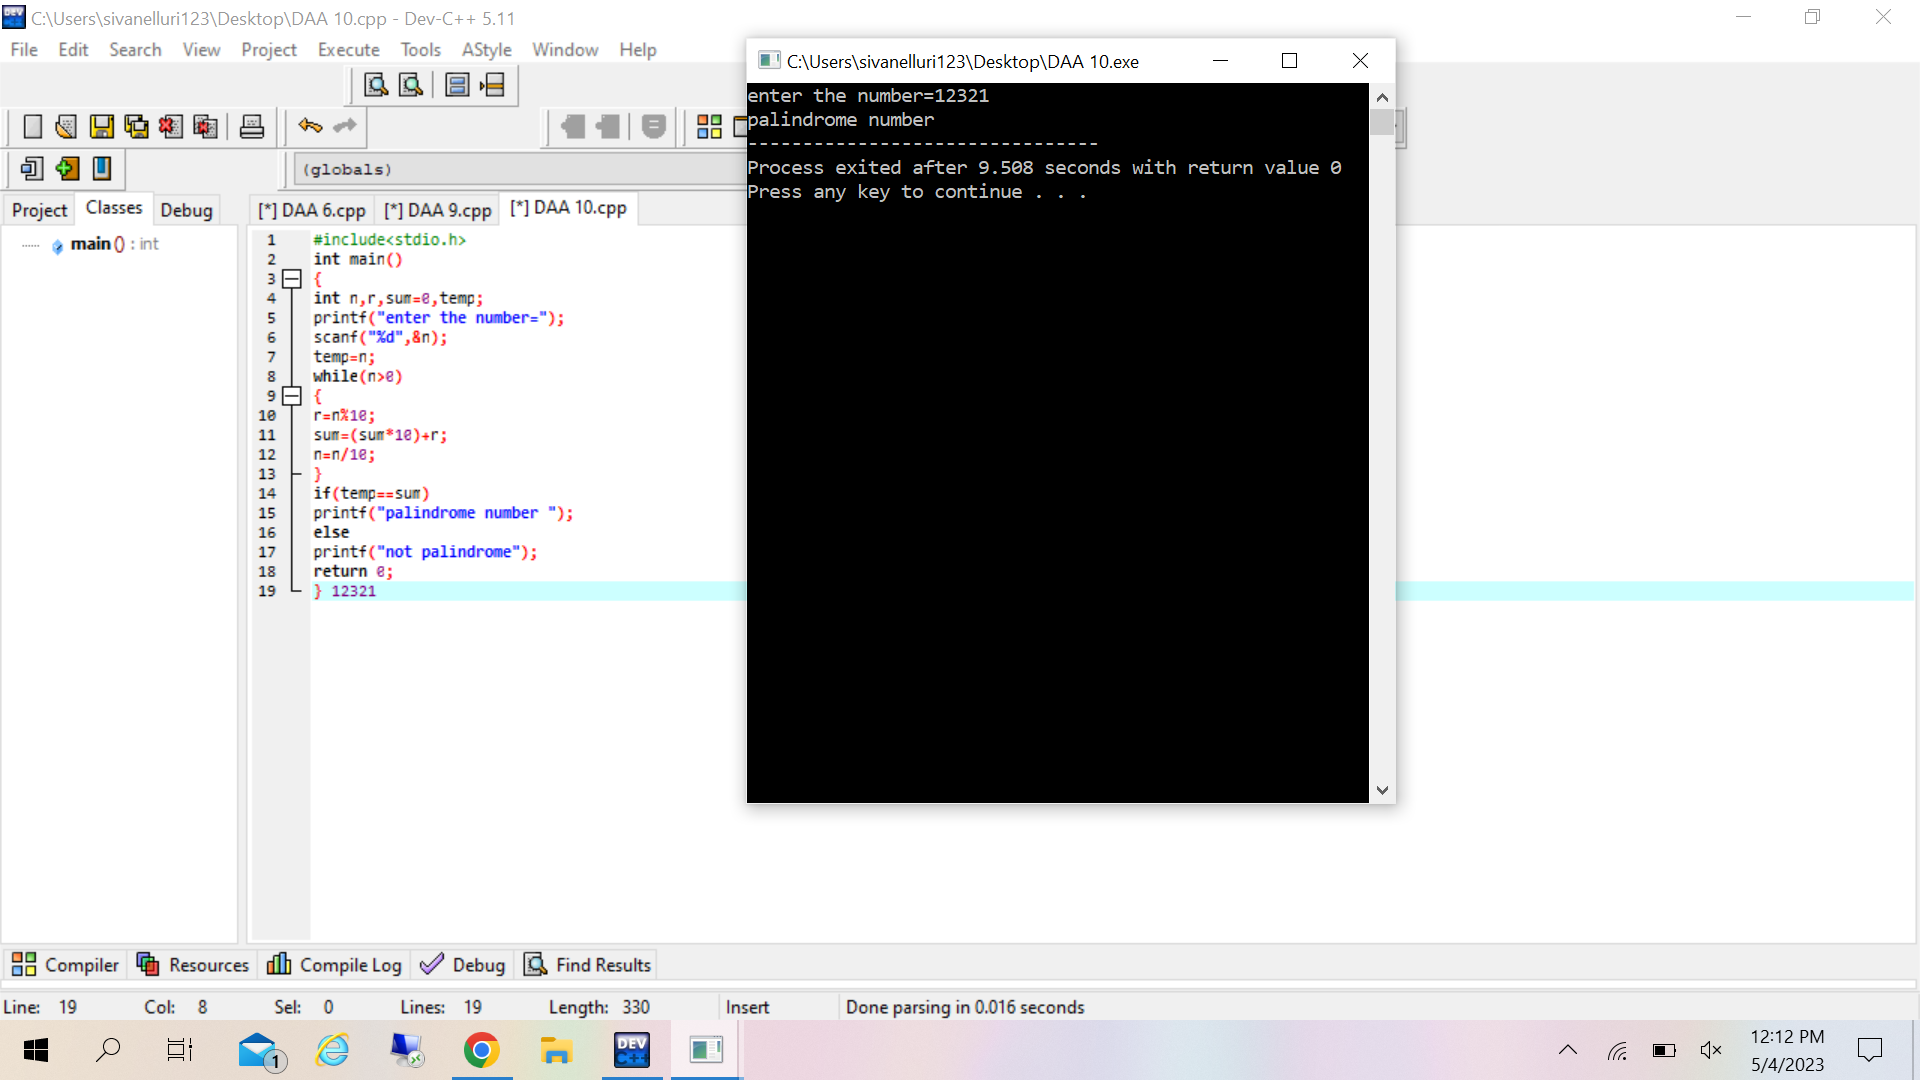 C:\Users\sivanelluri123\Desktop\DAA 10.cpp - Dev-C++ 5.11
File Edit Search View Project Execute Tools AStyle Window Help
(globals)
Project Classes Debug
[*] DAA 6.cpp [*] DAA 9.cpp [*] DAA 10.cpp
main () : int
1 #include<stdio.h>
2 int main()
3 {
4 int n,r,sum=0,temp;
5 printf("enter the number=");
6 scanf("%d",&n);
7 temp=n;
8 while(n>0)
9 {
10 r=n%10;
11 sum=(sum*10)+r;
12 n=n/10;
13 }
14 if(temp==sum)
15 printf("palindrome number ");
16 else
17 printf("not palindrome");
18 return 0;
19 } 12321
C:\Users\sivanelluri123\Desktop\DAA 10.exe
enter the number=12321
palindrome number
--------------------------------
Process exited after 9.508 seconds with return value 0
Press any key to continue . . .
Compiler Resources Compile Log Debug Find Results
Line: 19 Col: 8 Sel: 0 Lines: 19 Length: 330 Insert Done parsing in 0.016 seconds
1
DEV
C++
12:12 PM
5/4/2023